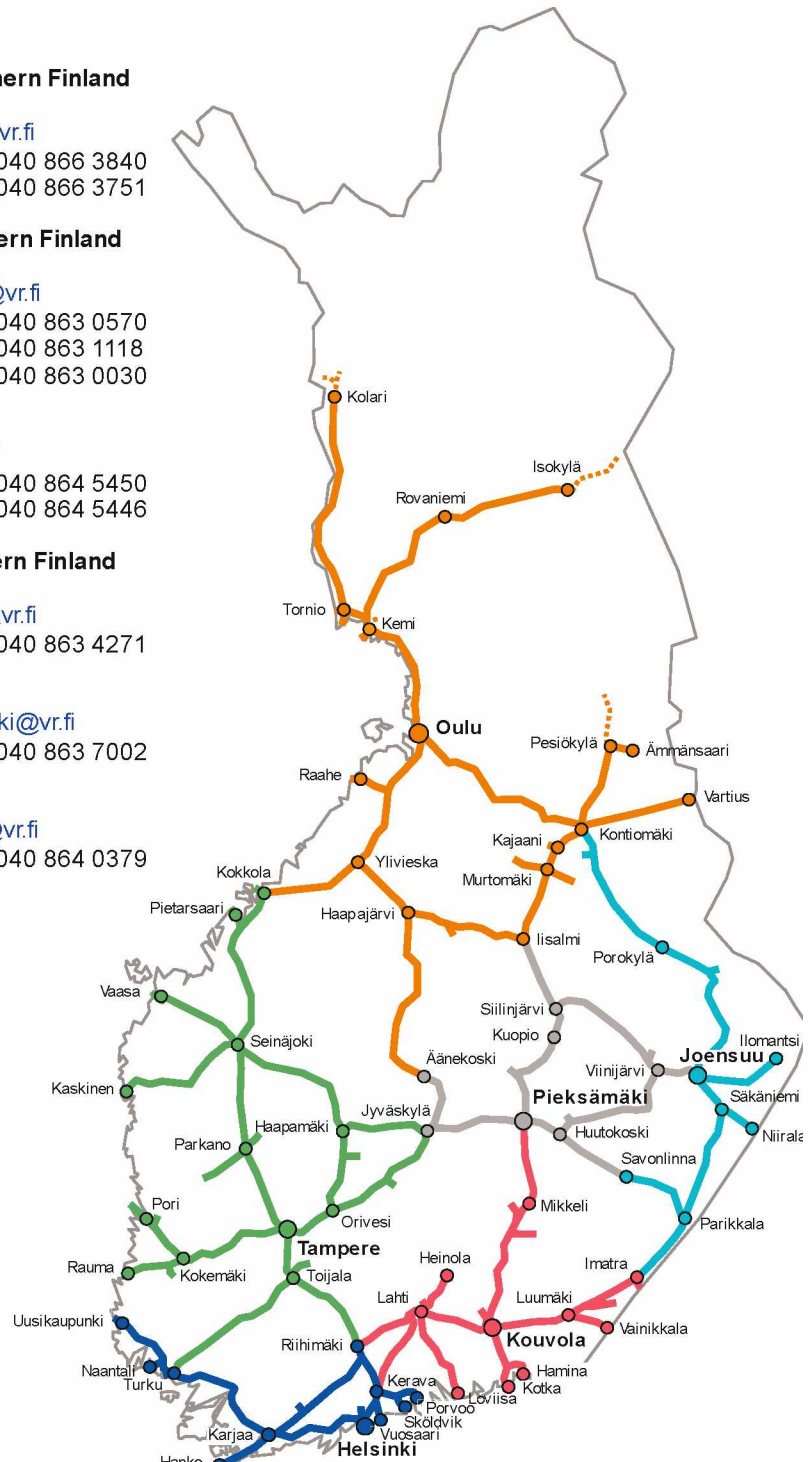 hern Finland
vr.fi
040 866 3840
040 866 3751
ern Finland
@vr.fi
040 863 0570
040 863 1118
040 863 0030
040 864 5450
040 864 5446
ern Finland
vr.fi
040 863 4271
ki@vr.fi
040 863 7002
@vr.fi
040 864 0379
Kolari
Isokylä
Rovaniemi
Tornio
Kemi
Oulu
Pesiökylä
Ämmänsaari
Raahe
Vartius
Kontiomäki
Kajaani
Ylivieska
Murtomäki
Kokkola
Pietarsaari
Haapajärvi
Iisalmi
Porokylä
Vaasa
Siilinjärvi
Kuopio
Seinäjoki
Ilomantsi
Joensuu
Äänekoski
Viinijärvi
Kaskinen
Pieksämäki
Säkäniemi
Jyväskylä
Haapamäki
Huutokoski
Niirala
Parkano
Savonlinna
Pori
Mikkeli
Orivesi
Parikkala
Tampere
Heinola
Imatra
Rauma
Kokemäki
Toijala
Lahti
Luumäki
Uusikaupunki
Vainikkala
Riihimäki
Kouvola
Naantali
Hamina
Turku
Kerava
Kotka
Loviisa
Porvoo
Sköldvik
Karjaa
Vuosaari
Helsinki
Hanko